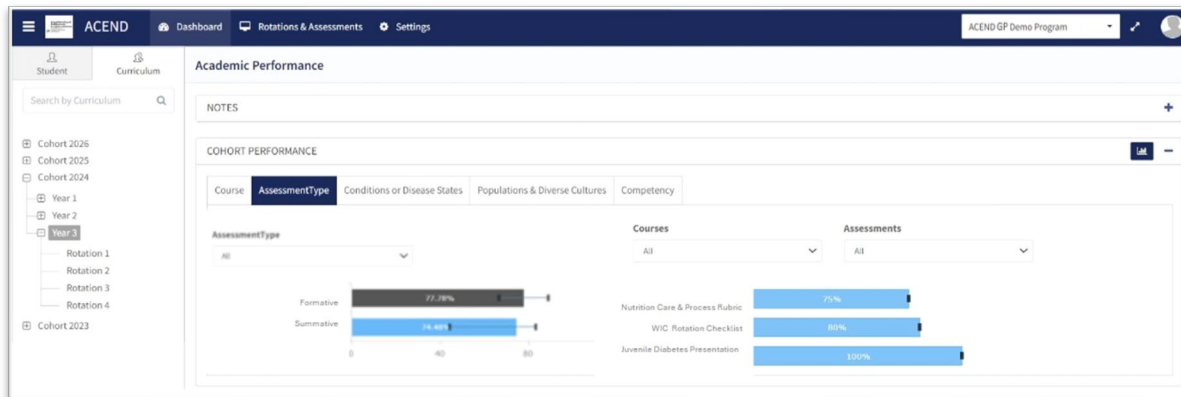 ACEND Dashboard Rotations & Assessments Settings ACEND GP Demo Program
Student Curriculum
Search by Curriculum
Cohort 2026
Cohort 2025
Cohort 2024
Year 1
Year 2
Year 3
Rotation 1
Rotation 2
Rotation 3
Rotation 4
Cohort 2023
Academic Performance
NOTES
COHORT PERFORMANCE
Course AssessmentType Conditions or Disease States Populations & Diverse Cultures Competency
AssessmentType
All
Formative 77.78%
Summative 74.48%
0 40 80
Courses Assessments
All All
Nutrition Care & Process Rubric 75%
WIC Rotation Checklist 80%
Juvenile Diabetes Presentation 100%